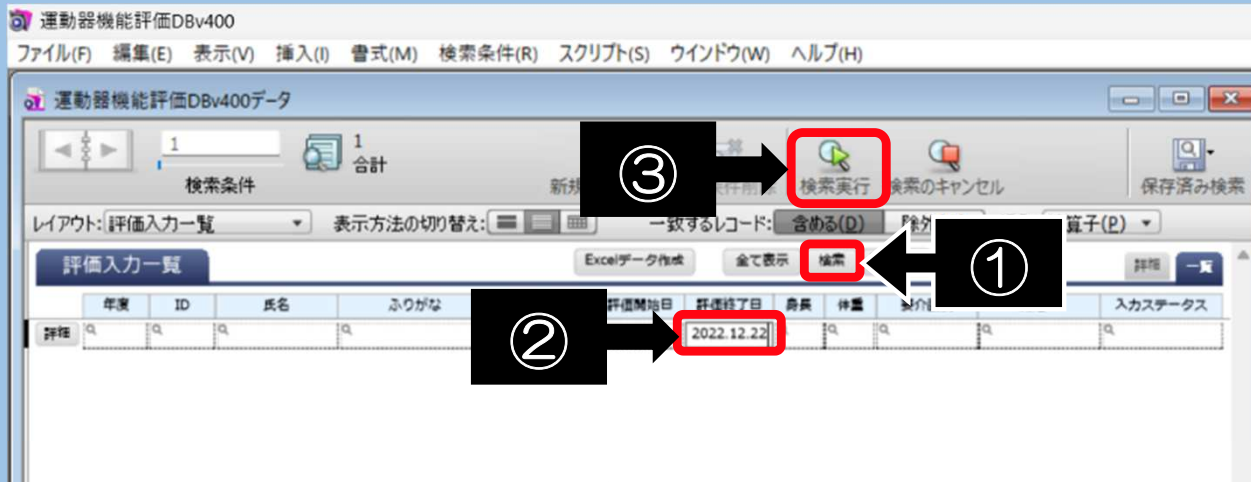 運動器機能評価DBv400
ファイル(F) 編集(E) 表示(V) 挿入(I) 書式(M) 検索条件(R) スクリプト(S) ウインドウ(W) ヘルプ(H)
運動器機能評価DBv400データ
1
検索条件
1
合計
新規
③
検索実行
検索のキャンセル
保存済み検索
レイアウト: 評価入力一覧
表示方法の切り替え:
一致するレコード: 含める(D)
算子(P)
評価入力一覧
Excelデータ作成
全て表示
検索
①
詳細
一覧
年度 ID 氏名 ふりがな 評価開始日 評価終了日 身長 体重 入力ステータス
詳細
②
2022.12.22